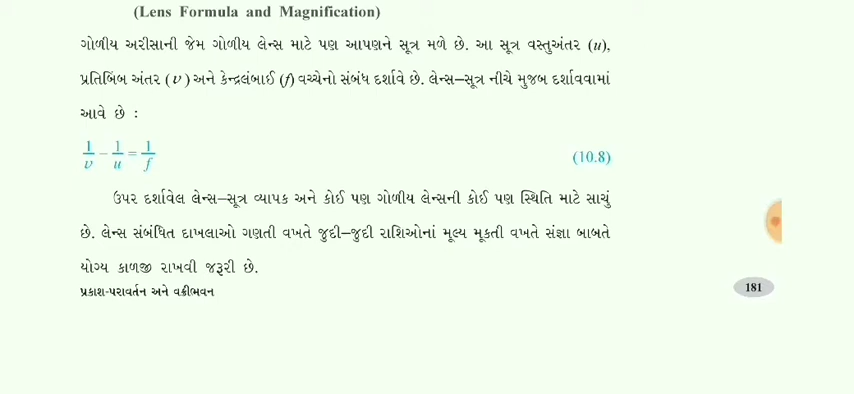 (Lens Formula and Magnification)
ગોળીય અરીસાની જેમ ગોળીય લેન્સ માટે પણ આપણને સૂત્ર મળે છે. આ સૂત્ર વસ્તુઅંતર (u),
પ્રતિબિંબ અંતર (ν) અને કેન્દ્રલંબાઈ (f) વચ્ચેનો સંબંધ દર્શાવે છે. લેન્સ–સૂત્ર નીચે મુજબ દર્શાવવામાં
આવે છે :
1/ν – 1/u = 1/f (10.8)
ઉપર દર્શાવેલ લેન્સ–સૂત્ર વ્યાપક અને કોઈ પણ ગોળીય લેન્સની કોઈ પણ સ્થિતિ માટે સાચું
છે. લેન્સ સંબંધિત દાખલાઓ ગણતી વખતે જુદી–જુદી રાશિઓનાં મૂલ્ય મૂકતી વખતે સંજ્ઞા બાબતે
યોગ્ય કાળજી રાખવી જરૂરી છે.
પ્રકાશ-પરાવર્તન અને વક્રીભવન 181